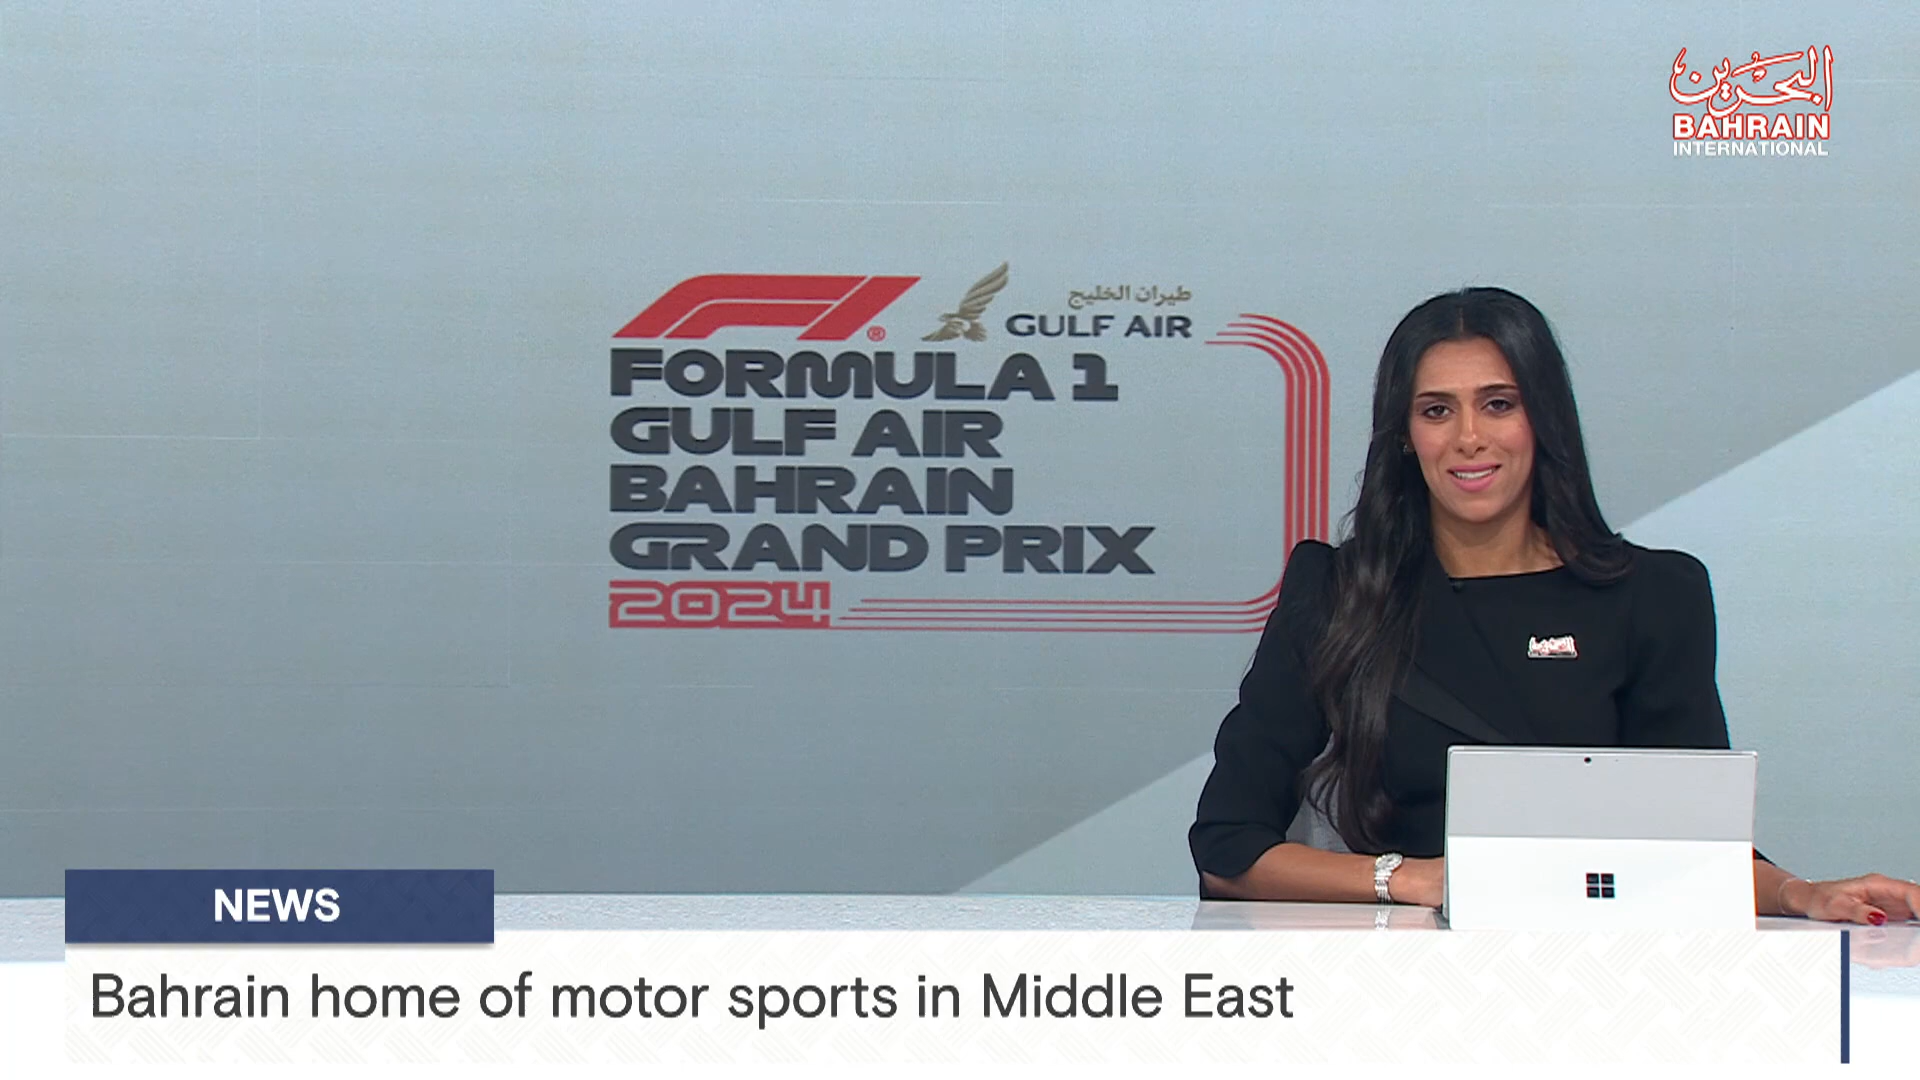 البحرين
BAHRAIN
INTERNATIONAL
F1®
طيران الخليج
GULF AIR
FORMULA 1
GULF AIR
BAHRAIN
GRAND PRIX
2024
NEWS
Bahrain home of motor sports in Middle East